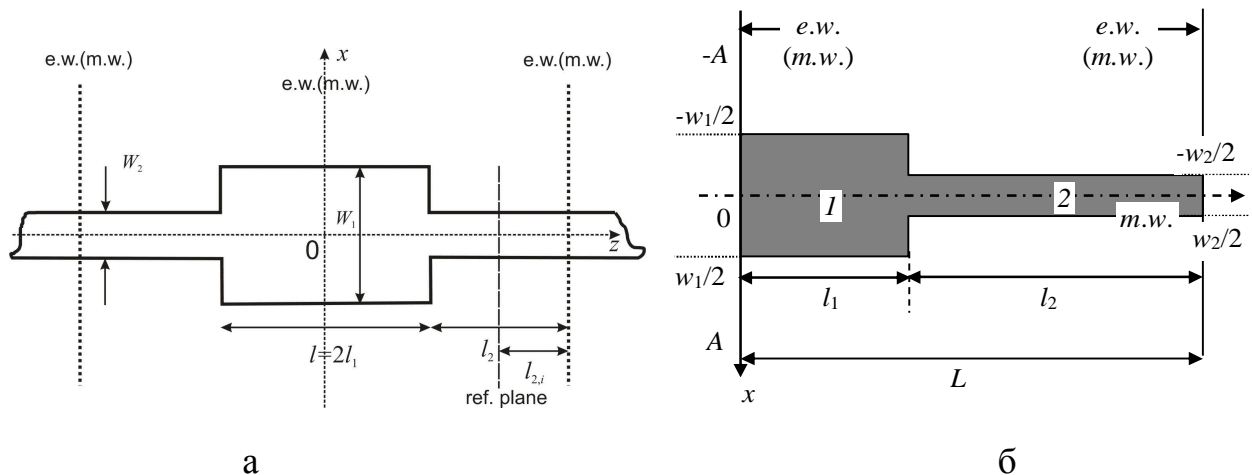 x
e.w.(m.w.)
e.w.(m.w.)
e.w.(m.w.)
W₂
W₁
0
z
l=2l₁
l₂
l₂,ᵢ
ref. plane
а
e.w.
(m.w.)
e.w.
(m.w.)
-A
-w₁/2
-w₂/2
1
2
0
m.w.
w₂/2
w₁/2
l₁
l₂
A
L
x
б